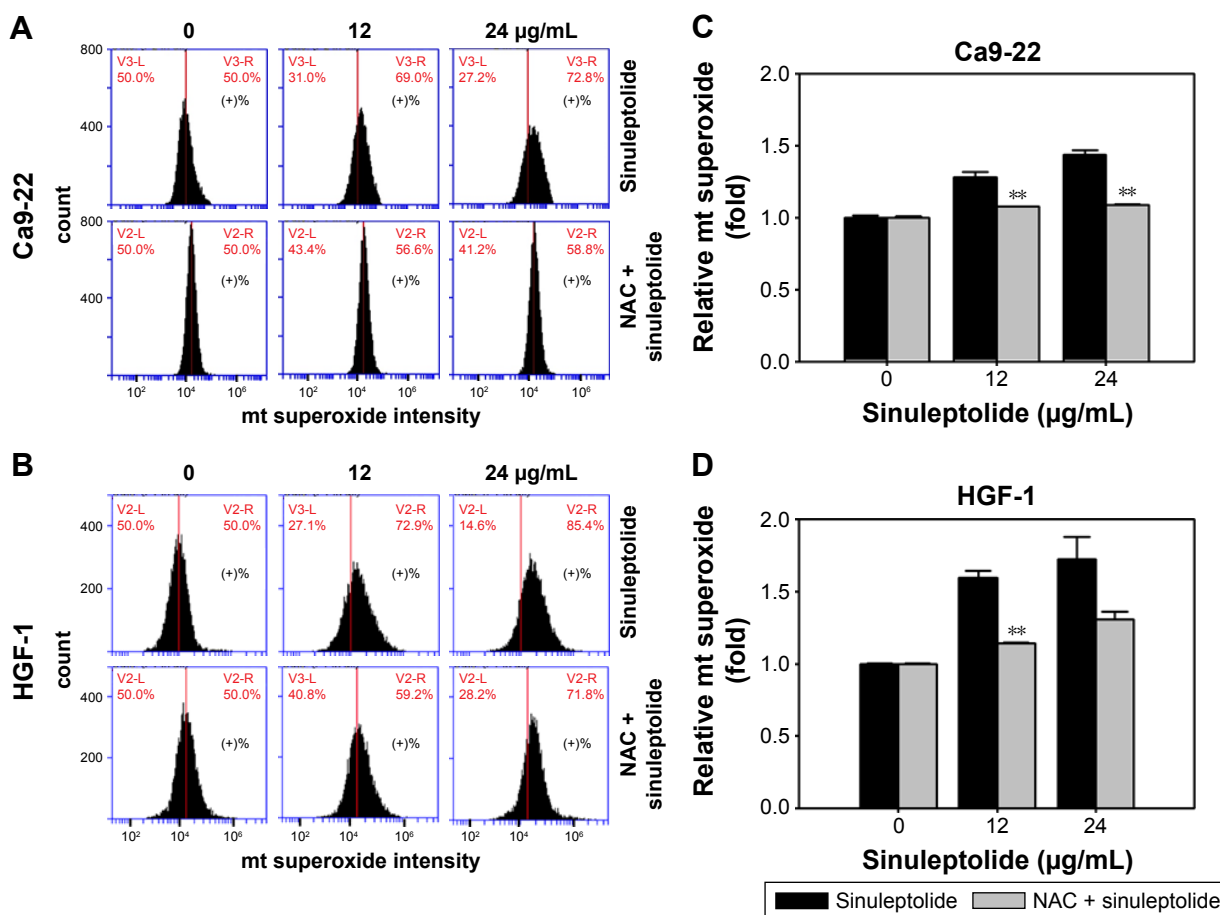 A
0 12 24 µg/mL
800
400
0
V3-L V3-R
50.0% 50.0%
(+)%
V3-L V3-R
31.0% 69.0%
(+)%
V3-L V3-R
27.2% 72.8%
(+)%
Sinuleptolide
Ca9-22
count
800
400
0
V2-L V2-R
50.0% 50.0%
(+)%
V2-L V2-R
43.4% 56.6%
(+)%
V2-L V2-R
41.2% 58.8%
(+)%
NAC +
sinuleptolide
10² 10⁴ 10⁶ 10² 10⁴ 10⁶ 10² 10⁴ 10⁶
mt superoxide intensity
B
0 12 24 µg/mL
400
200
0
V2-L V2-R
50.0% 50.0%
(+)%
V3-L V2-R
27.1% 72.9%
(+)%
V2-L V2-R
14.6% 85.4%
(+)%
Sinuleptolide
HGF-1
count
400
200
0
V2-L V2-R
50.0% 50.0%
(+)%
V3-L V2-R
40.8% 59.2%
(+)%
V2-L V2-R
28.2% 71.8%
(+)%
NAC +
sinuleptolide
10² 10⁴ 10⁶ 10² 10⁴ 10⁶ 10² 10⁴ 10⁶
mt superoxide intensity
C
Ca9-22
Relative mt superoxide
(fold)
2.0
1.5
1.0
0.5
0.0
** **
0 12 24
Sinuleptolide (µg/mL)
D
HGF-1
Relative mt superoxide
(fold)
2.0
1.5
1.0
0.5
0.0
**
0 12 24
Sinuleptolide (µg/mL)
Sinuleptolide NAC + sinuleptolide